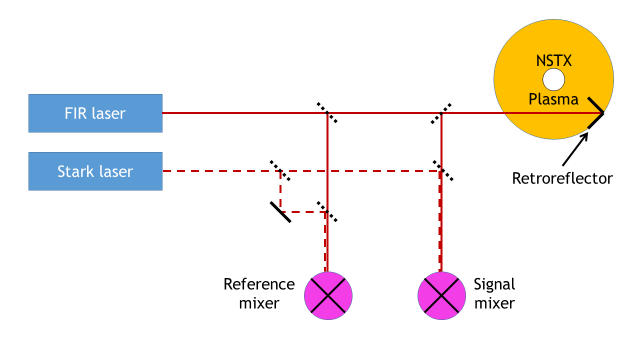 NSTX
Plasma
FIR laser
Stark laser
Retroreflector
Reference
mixer
Signal
mixer